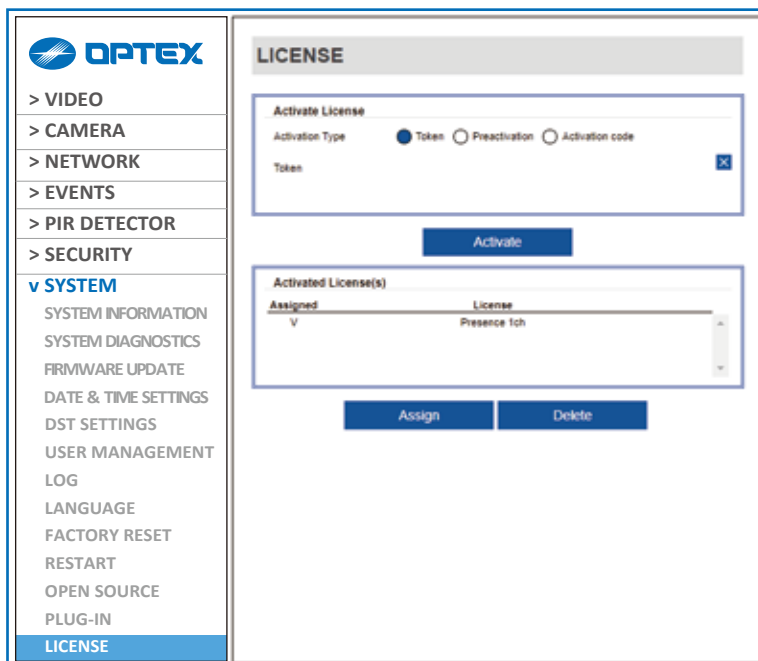 OPTEX
> VIDEO
> CAMERA
> NETWORK
> EVENTS
> PIR DETECTOR
> SECURITY
v SYSTEM
SYSTEM INFORMATION
SYSTEM DIAGNOSTICS
FIRMWARE UPDATE
DATE & TIME SETTINGS
DST SETTINGS
USER MANAGEMENT
LOG
LANGUAGE
FACTORY RESET
RESTART
OPEN SOURCE
PLUG-IN
LICENSE
LICENSE
Activate License
Activation Type Token Preactivation Activation code
Token
Activate
Activated License(s)
Assigned License
V Presence 1ch
Assign Delete